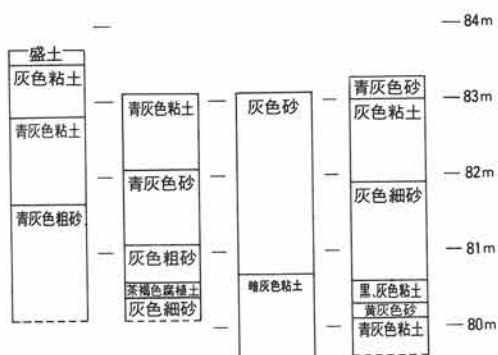 盛土
灰色粘土
青灰色粘土
青灰色粗砂
青灰色粘土
青灰色砂
灰色粗砂
茶褐色腐植土
灰色細砂
灰色砂
暗灰色粘土
青灰色砂
灰色粘土
灰色細砂
黒、灰色粘土
黄灰色砂
青灰色粘土
84m
83m
82m
81m
80m